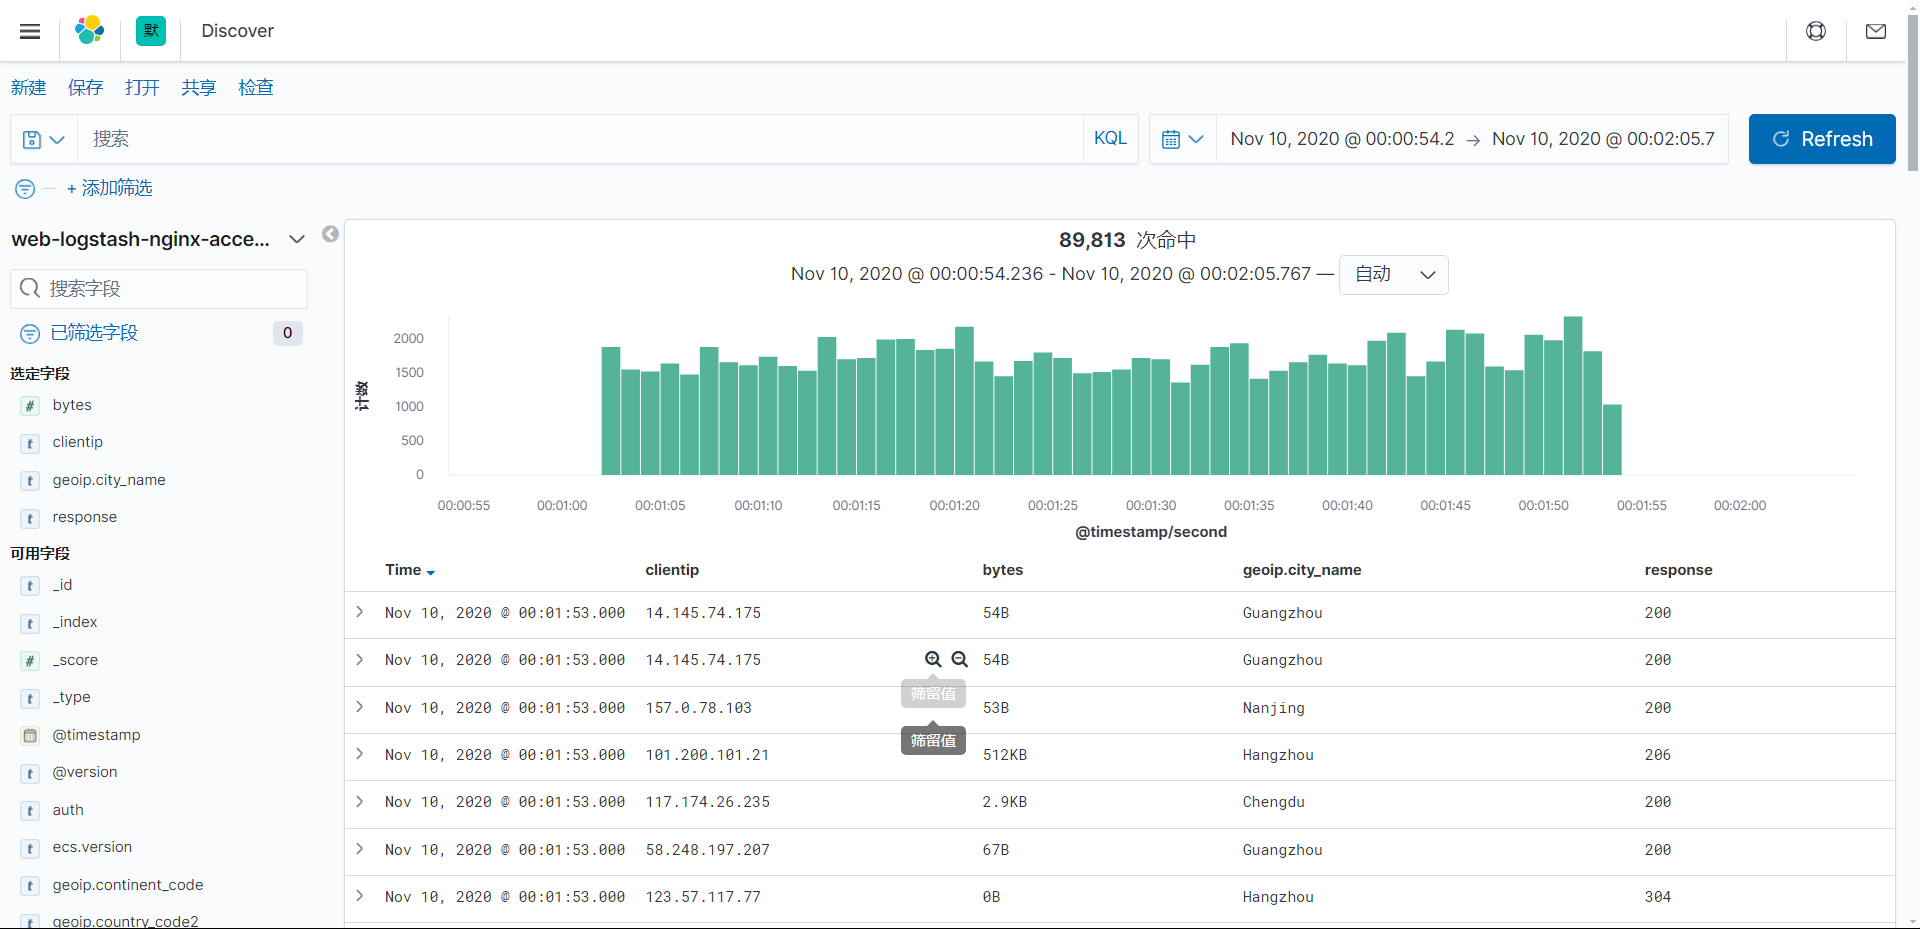 默 Discover
新建 保存 打开 共享 检查
搜索 KQL Nov 10, 2020 @ 00:00:54.2 → Nov 10, 2020 @ 00:02:05.7 Refresh
+ 添加筛选
web-logstash-nginx-acce...
搜索字段
已筛选字段 0
选定字段
# bytes
t clientip
t geoip.city_name
t response
可用字段
t _id
t _index
# _score
t _type
@timestamp
t @version
t auth
t ecs.version
t geoip.continent_code
t geoip.country_code2
89,813 次命中
Nov 10, 2020 @ 00:00:54.236 - Nov 10, 2020 @ 00:02:05.767 — 自动
计数
2000
1500
1000
500
0
00:00:55 00:01:00 00:01:05 00:01:10 00:01:15 00:01:20 00:01:25 00:01:30 00:01:35 00:01:40 00:01:45 00:01:50 00:01:55 00:02:00
@timestamp/second
Time clientip bytes geoip.city_name response
Nov 10, 2020 @ 00:01:53.000 14.145.74.175 54B Guangzhou 200
Nov 10, 2020 @ 00:01:53.000 14.145.74.175 54B Guangzhou 200
筛留值
Nov 10, 2020 @ 00:01:53.000 157.0.78.103 53B Nanjing 200
筛留值
Nov 10, 2020 @ 00:01:53.000 101.200.101.21 512KB Hangzhou 206
Nov 10, 2020 @ 00:01:53.000 117.174.26.235 2.9KB Chengdu 200
Nov 10, 2020 @ 00:01:53.000 58.248.197.207 67B Guangzhou 200
Nov 10, 2020 @ 00:01:53.000 123.57.117.77 0B Hangzhou 304